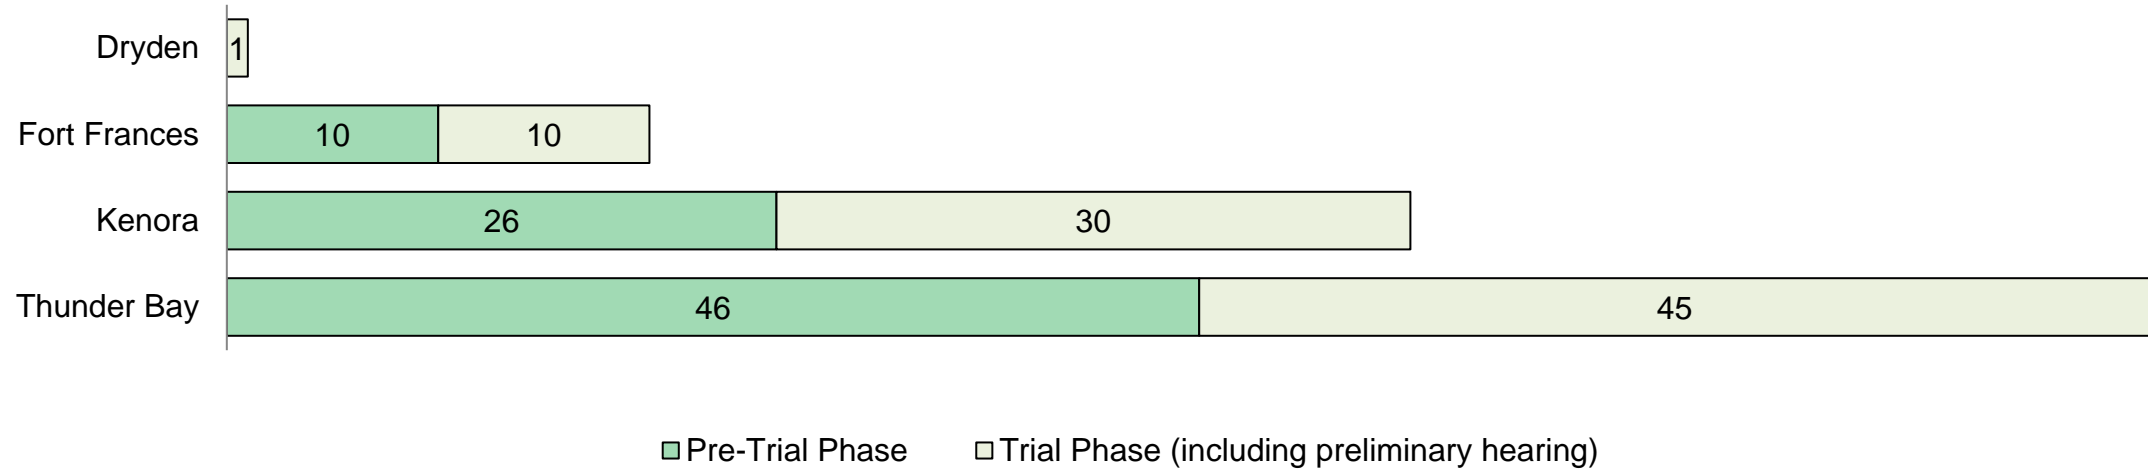 Dryden 1
Fort Frances 10 10
Kenora 26 30
Thunder Bay 46 45
Pre-Trial Phase Trial Phase (including preliminary hearing)